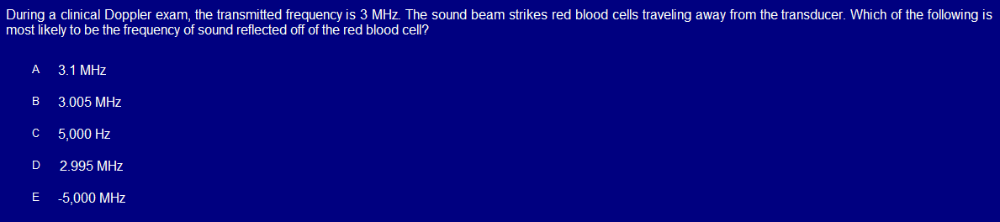 During a clinical Doppler exam, the transmitted frequency is 3 MHz. The sound beam strikes red blood cells traveling away from the transducer. Which of the following is
most likely to be the frequency of sound reflected off of the red blood cell?
A 3.1 MHz
B 3.005 MHz
C 5,000 Hz
D 2.995 MHz
E -5,000 MHz